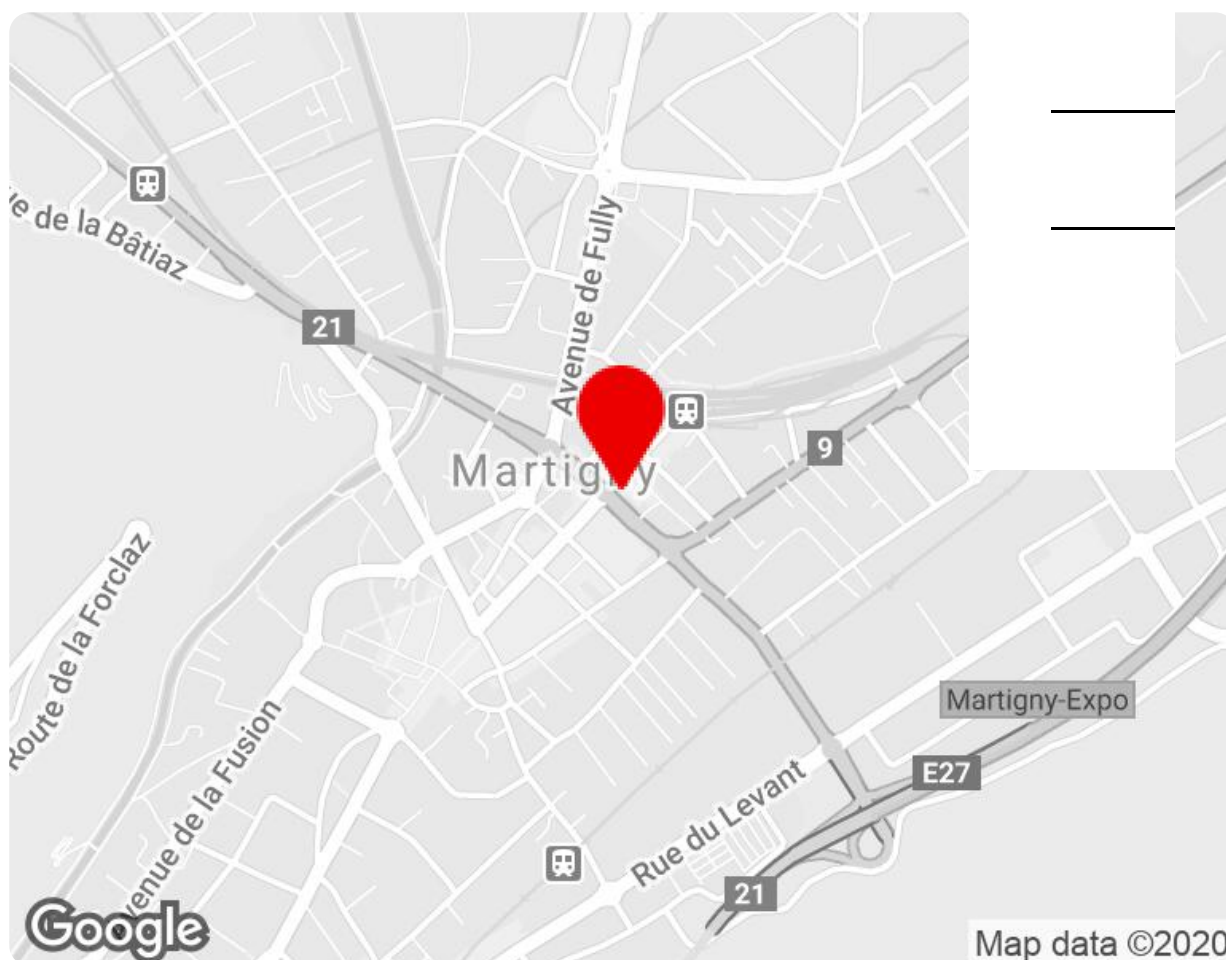 ue de la Bâtiaz
21
Avenue de Fully
Martigny
9
Route de la Forclaz
Avenue de la Fusion
Martigny-Expo
E27
Rue du Levant
21
Google
Map data ©2020